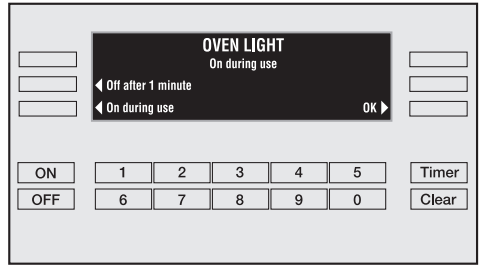 OVEN LIGHT
On during use
Off after 1 minute
On during use OK
ON 1 2 3 4 5 Timer
OFF 6 7 8 9 0 Clear